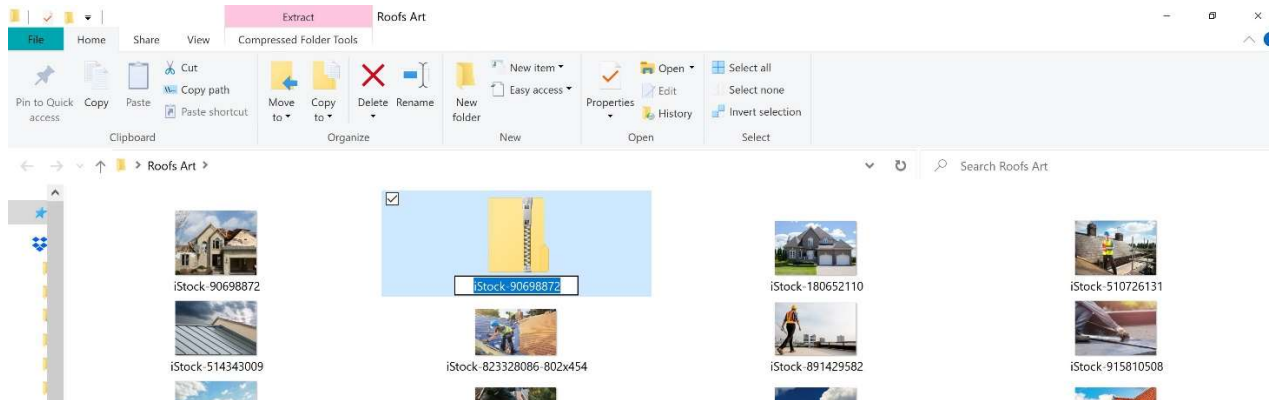 Extract Roofs Art
File Home Share View Compressed Folder Tools
Pin to Quick access
Copy
Paste
Cut
Copy path
Paste shortcut
Clipboard
Move to
Copy to
Delete
Rename
Organize
New folder
New item
Easy access
New
Properties
Open
Edit
History
Open
Select all
Select none
Invert selection
Select
Roofs Art
Search Roofs Art
iStock-90698872 iStock-90698872 iStock-180652110 iStock-510726131
iStock-514343009 iStock-823328086-802x454 iStock-891429582 iStock-915810508